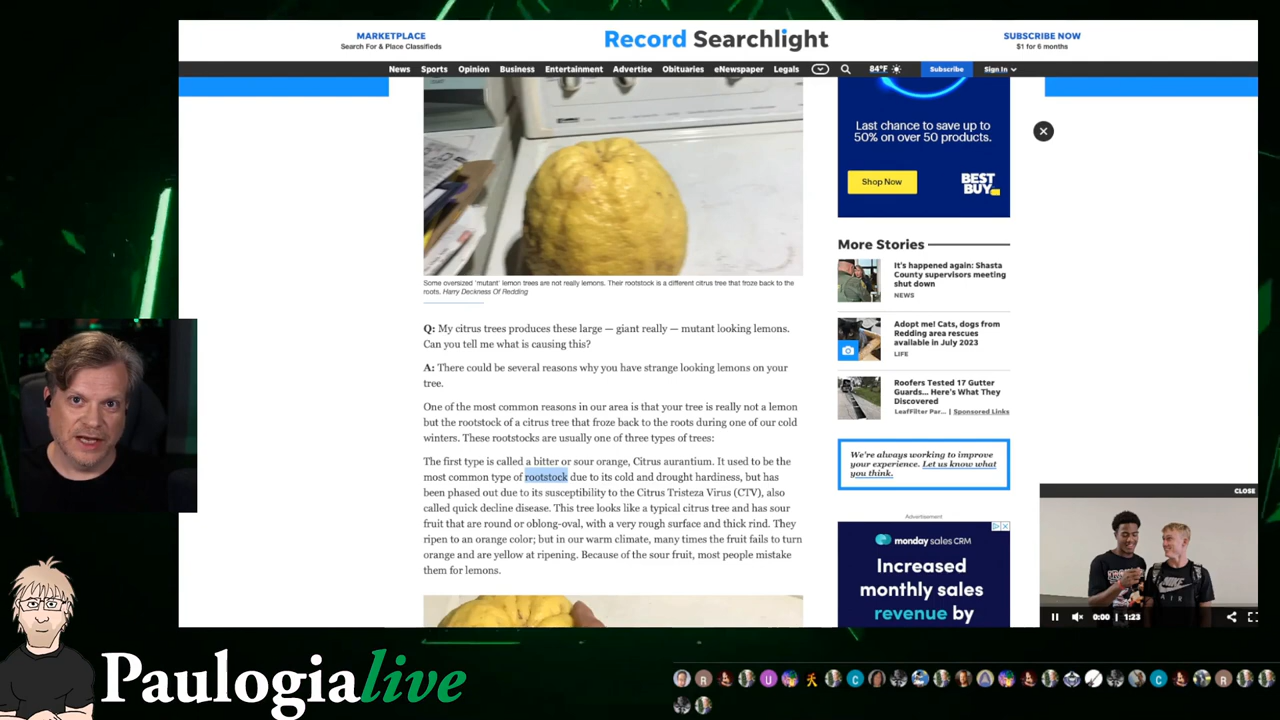 MARKETPLACE
Search For & Place Classifieds
Record Searchlight
SUBSCRIBE NOW
$1 for 6 months
News Sports Opinion Business Entertainment Advertise Obituaries eNewspaper Legals 84°F Subscribe Sign In
Last chance to save up to
50% on over 50 products.
Shop Now
BEST
BUY
Some oversized 'mutant' lemon trees are not really lemons. Their rootstock is a different citrus tree that froze back to the
roots. Harry Deckness Of Redding
Q: My citrus trees produces these large — giant really — mutant looking lemons.
Can you tell me what is causing this?
A: There could be several reasons why you have strange looking lemons on your
tree.
One of the most common reasons in our area is that your tree is really not a lemon
but the rootstock of a citrus tree that froze back to the roots during one of our cold
winters. These rootstocks are usually one of three types of trees:
The first type is called a bitter or sour orange, Citrus aurantium. It used to be the
most common type of rootstock due to its cold and drought hardiness, but has
been phased out due to its susceptibility to the Citrus Tristeza Virus (CTV), also
called quick decline disease. This tree looks like a typical citrus tree and has sour
fruit that are round or oblong-oval, with a very rough surface and thick rind. They
ripen to an orange color; but in our warm climate, many times the fruit fails to turn
orange and are yellow at ripening. Because of the sour fruit, most people mistake
them for lemons.
More Stories
It's happened again: Shasta
County supervisors meeting
shut down
NEWS
Adopt me! Cats, dogs from
Redding area rescues
available in July 2023
LIFE
Roofers Tested 17 Gutter
Guards... Here's What They
Discovered
LeafFilter Par... | Sponsored Links
We're always working to improve
your experience. Let us know what
you think.
Advertisement
monday sales CRM
Increased
monthly sales
revenue by
CLOSE
NIKE
AIR
0:00 1:23
Paulogialive
R U C A C R